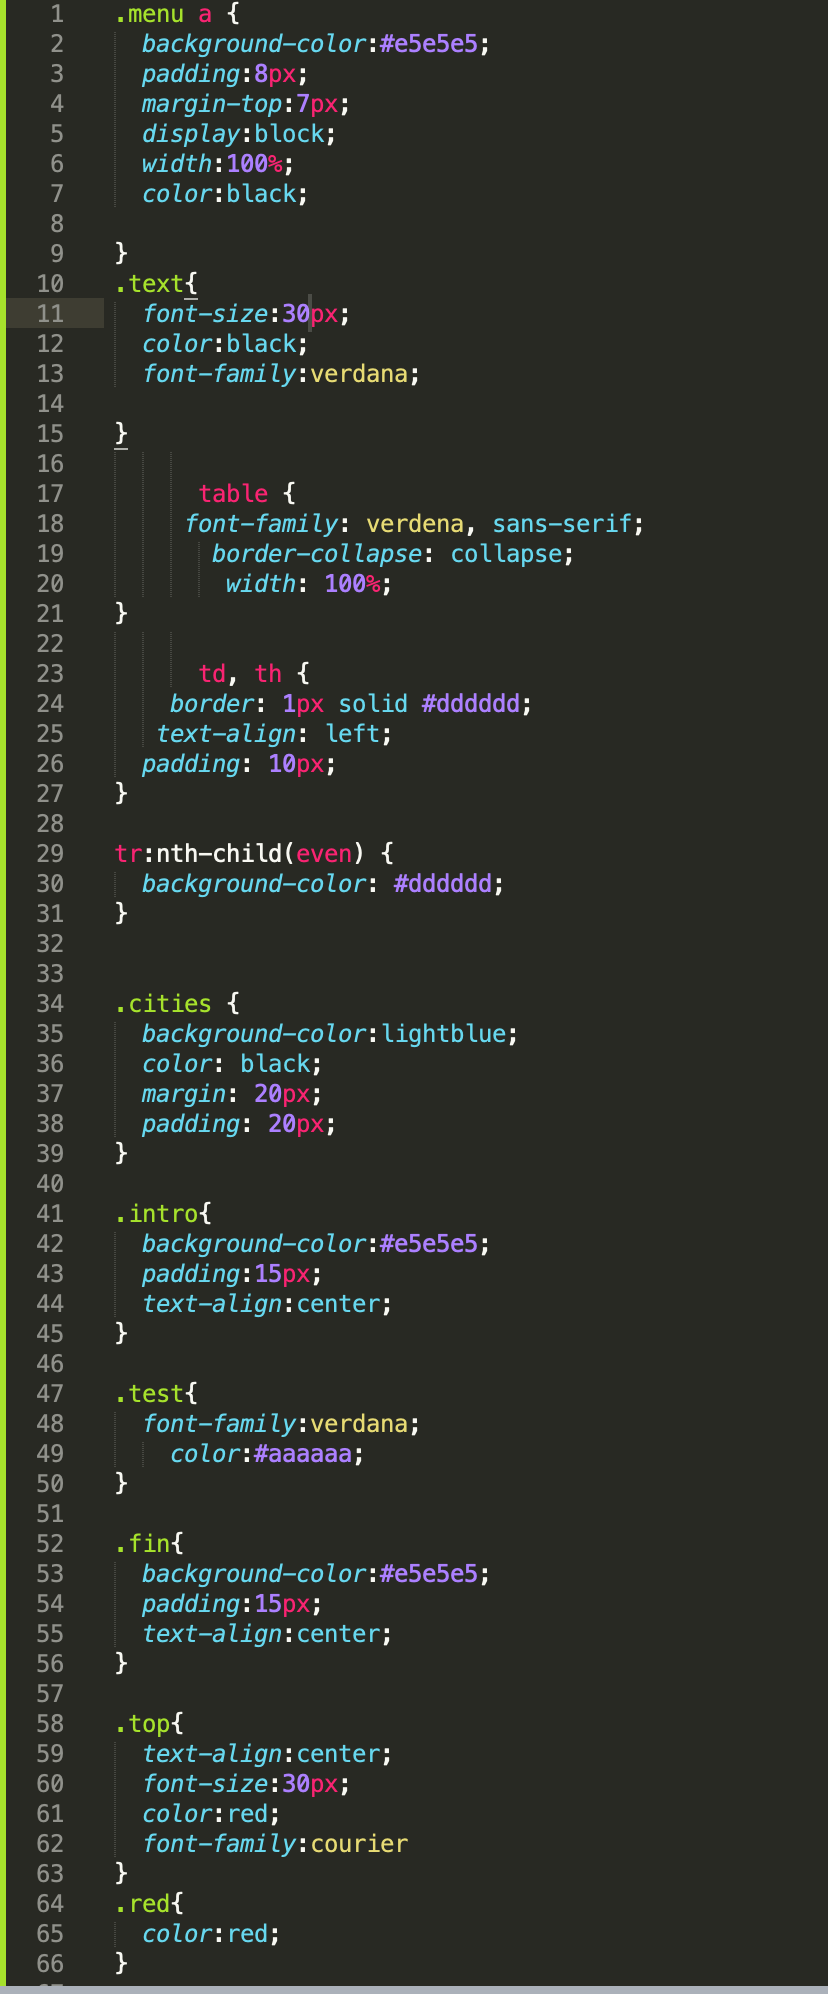 1 .menu a {
2 background-color:#e5e5e5;
3 padding:8px;
4 margin-top:7px;
5 display:block;
6 width:100%;
7 color:black;
8
9 }
10 .text{
11 font-size:30px;
12 color:black;
13 font-family:verdana;
14
15 }
16
17 table {
18 font-family: verdena, sans-serif;
19 border-collapse: collapse;
20 width: 100%;
21 }
22
23 td, th {
24 border: 1px solid #dddddd;
25 text-align: left;
26 padding: 10px;
27 }
28
29 tr:nth-child(even) {
30 background-color: #dddddd;
31 }
32
33
34 .cities {
35 background-color:lightblue;
36 color: black;
37 margin: 20px;
38 padding: 20px;
39 }
40
41 .intro{
42 background-color:#e5e5e5;
43 padding:15px;
44 text-align:center;
45 }
46
47 .test{
48 font-family:verdana;
49 color:#aaaaaa;
50 }
51
52 .fin{
53 background-color:#e5e5e5;
54 padding:15px;
55 text-align:center;
56 }
57
58 .top{
59 text-align:center;
60 font-size:30px;
61 color:red;
62 font-family:courier
63 }
64 .red{
65 color:red;
66 }